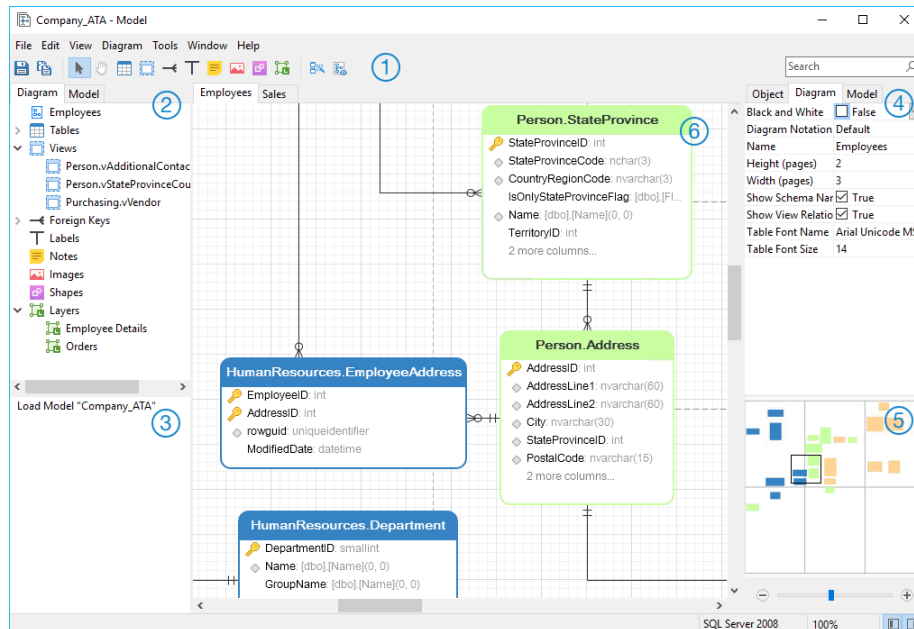 Company_ATA - Model
File Edit View Diagram Tools Window Help
1
Search
Diagram Model
2
Employees
Tables
Views
Person.vAdditionalContac
Person.vStateProvinceCou
Purchasing.vVendor
Foreign Keys
Labels
Notes
Images
Shapes
Layers
Employee Details
Orders
Load Model "Company_ATA"
3
Employees Sales
Person.StateProvince
6
StateProvinceID: int
StateProvinceCode: nchar(3)
CountryRegionCode: nvarchar(3)
IsOnlyStateProvinceFlag: [dbo].[Fl...
Name: [dbo].[Name](0, 0)
TerritoryID: int
2 more columns...
Person.Address
AddressID: int
AddressLine1: nvarchar(60)
AddressLine2: nvarchar(60)
City: nvarchar(30)
StateProvinceID: int
PostalCode: nvarchar(15)
2 more columns...
HumanResources.EmployeeAddress
EmployeeID: int
AddressID: int
rowguid: uniqueidentifier
ModifiedDate: datetime
HumanResources.Department
DepartmentID: smallint
Name: [dbo].[Name](0, 0)
GroupName: [dbo].[Name](0, 0)
Object Diagram Model
4
Black and White False
Diagram Notation Default
Name Employees
Height (pages) 2
Width (pages) 3
Show Schema Nar True
Show View Relatio True
Table Font Name Arial Unicode MS
Table Font Size 14
5
SQL Server 2008 100%